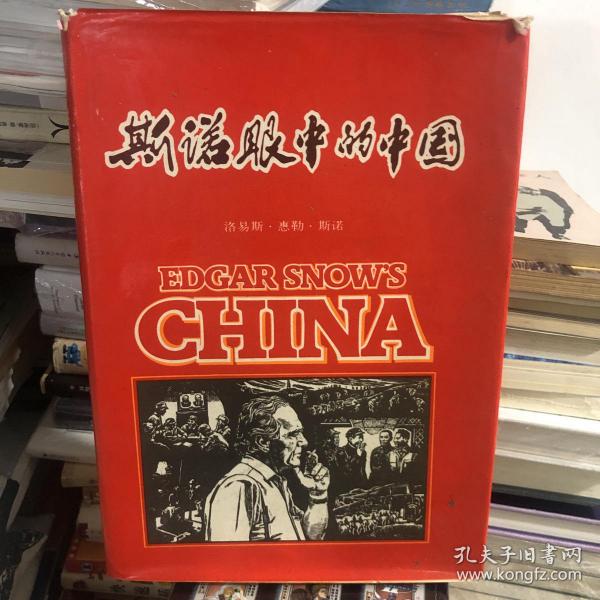 斯诺眼中的中国
洛易斯·惠勒·斯诺
EDGAR SNOW'S
CHINA
孔夫子旧书网
www.kongfz.com